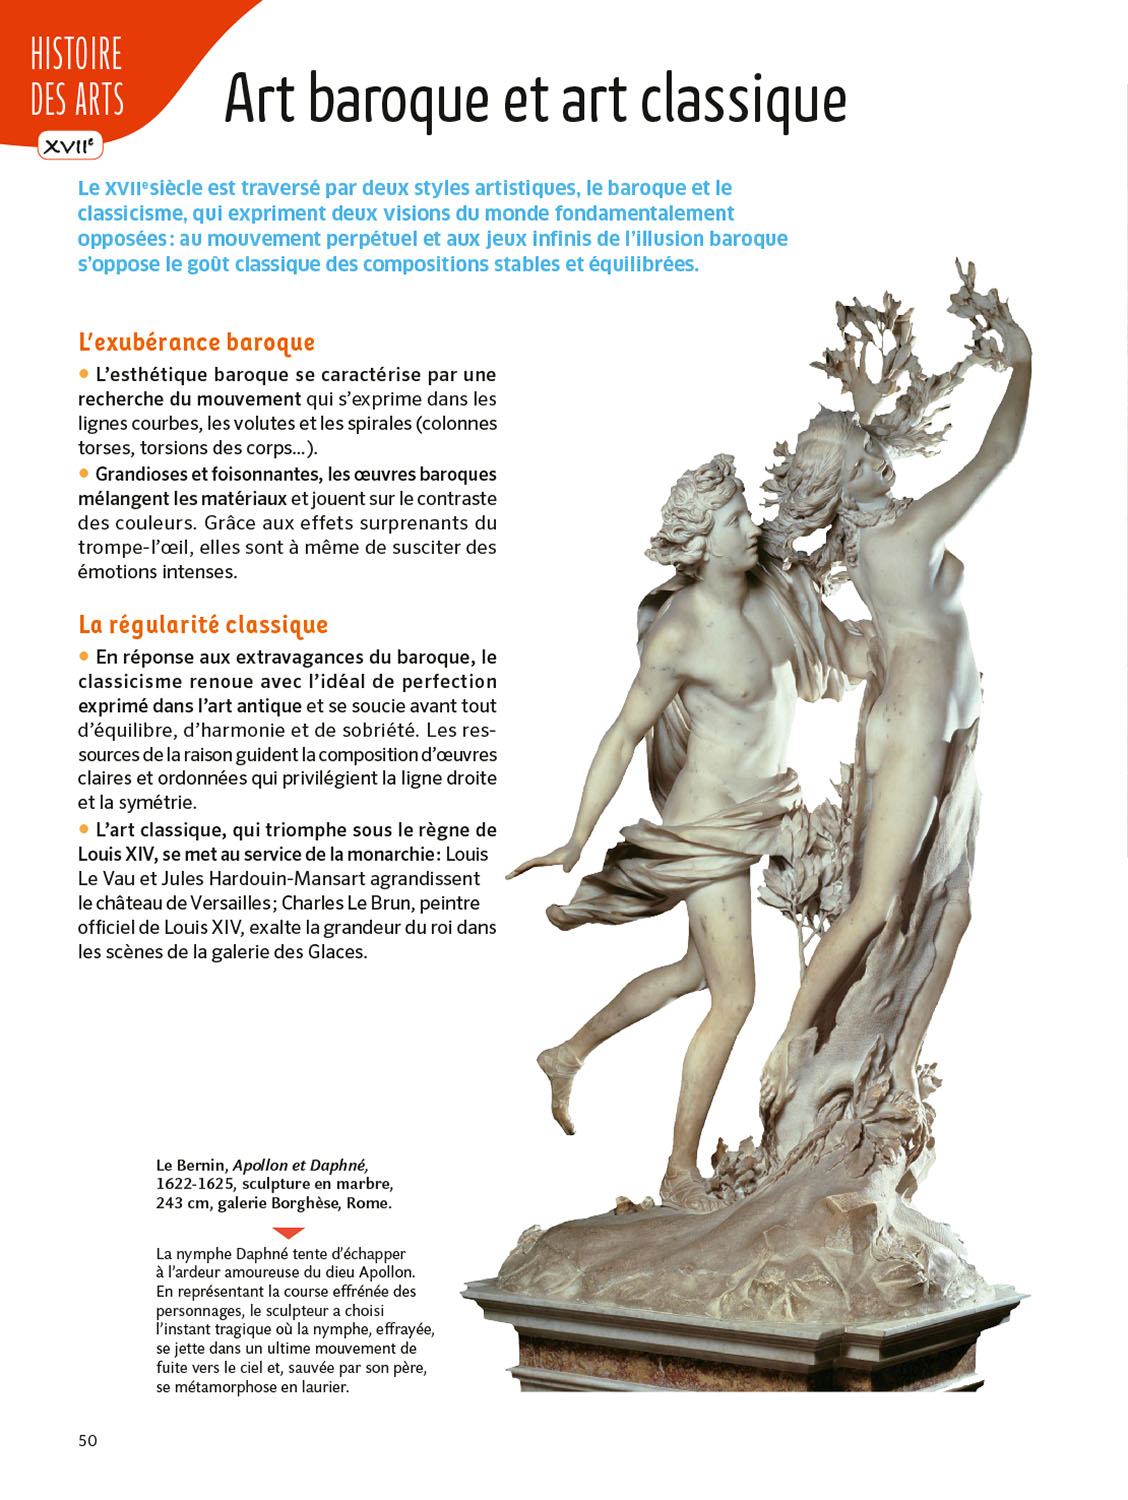 HISTOIRE
DES ARTS
XVIIe
Art baroque et art classique
Le XVIIe siècle est traversé par deux styles artistiques, le baroque et le
classicisme, qui expriment deux visions du monde fondamentalement
opposées : au mouvement perpétuel et aux jeux infinis de l’illusion baroque
s’oppose le goût classique des compositions stables et équilibrées.
L’exubérance baroque
• L’esthétique baroque se caractérise par une
recherche du mouvement qui s’exprime dans les
lignes courbes, les volutes et les spirales (colonnes
torses, torsions des corps…).
• Grandioses et foisonnantes, les œuvres baroques
mélangent les matériaux et jouent sur le contraste
des couleurs. Grâce aux effets surprenants du
trompe-l’œil, elles sont à même de susciter des
émotions intenses.
La régularité classique
• En réponse aux extravagances du baroque, le
classicisme renoue avec l’idéal de perfection
exprimé dans l’art antique et se soucie avant tout
d’équilibre, d’harmonie et de sobriété. Les res-
sources de la raison guident la composition d’œuvres
claires et ordonnées qui privilégient la ligne droite
et la symétrie.
• L’art classique, qui triomphe sous le règne de
Louis XIV, se met au service de la monarchie : Louis
Le Vau et Jules Hardouin-Mansart agrandissent
le château de Versailles ; Charles Le Brun, peintre
officiel de Louis XIV, exalte la grandeur du roi dans
les scènes de la galerie des Glaces.
Le Bernin, Apollon et Daphné,
1622-1625, sculpture en marbre,
243 cm, galerie Borghèse, Rome.
La nymphe Daphné tente d’échapper
à l’ardeur amoureuse du dieu Apollon.
En représentant la course effrénée des
personnages, le sculpteur a choisi
l’instant tragique où la nymphe, effrayée,
se jette dans un ultime mouvement de
fuite vers le ciel et, sauvée par son père,
se métamorphose en laurier.
50